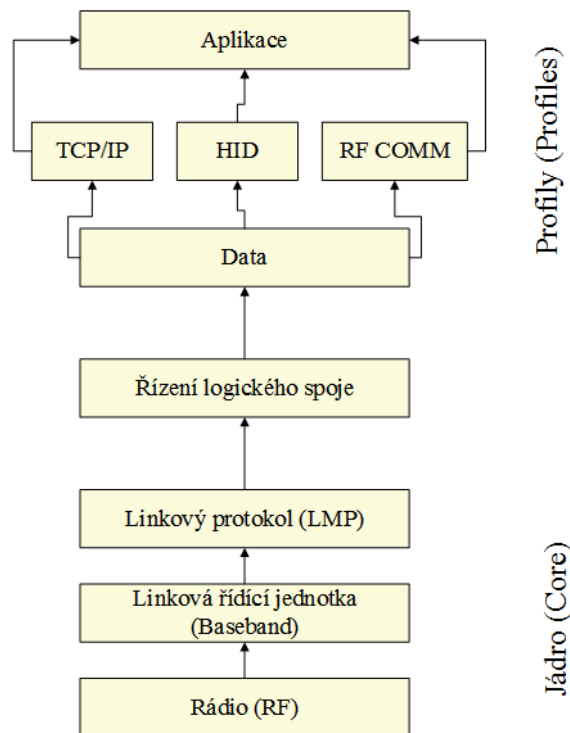 Aplikace
TCP/IP
HID
RF COMM
Data
Řízení logického spoje
Linkový protokol (LMP)
Linková řídící jednotka
(Baseband)
Rádio (RF)
Profily (Profiles)
Jádro (Core)